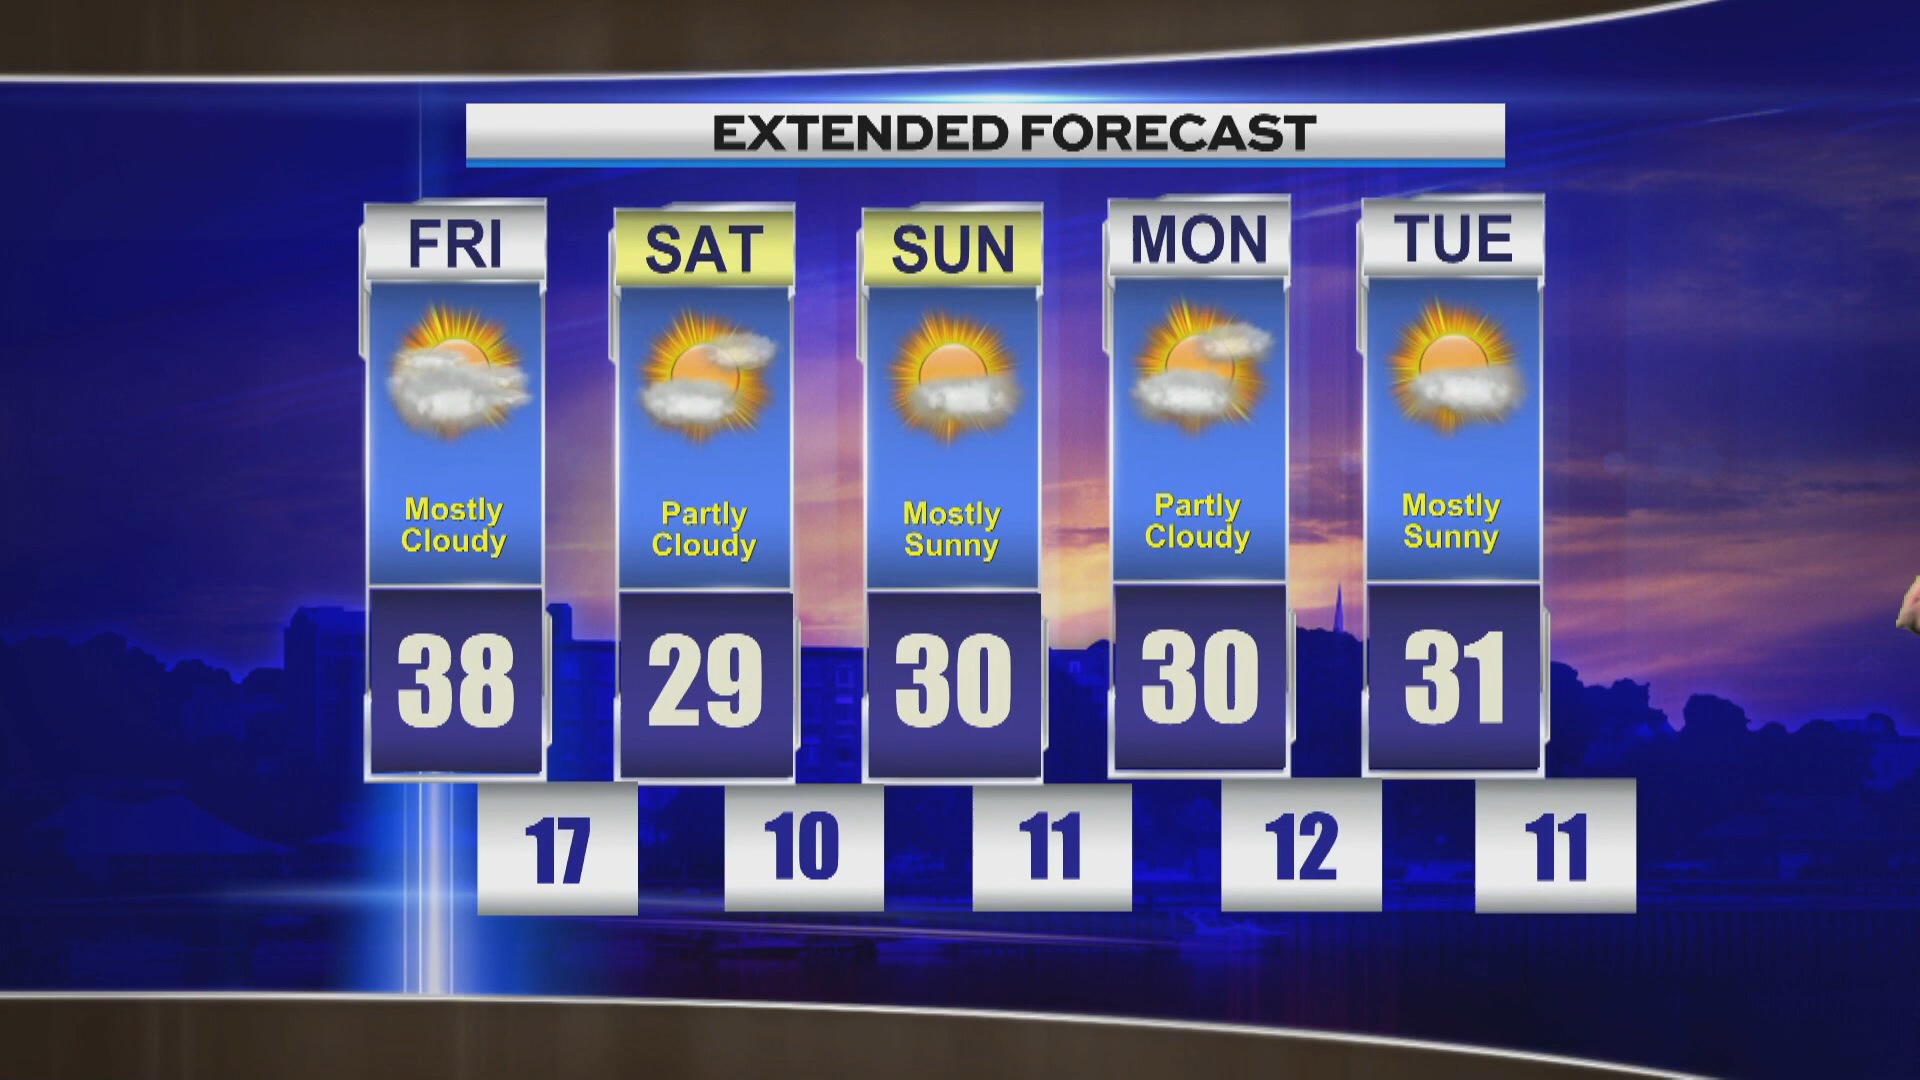 EXTENDED FORECAST
FRI
SAT
SUN
MON
TUE
Mostly
Cloudy
Partly
Cloudy
Mostly
Sunny
Partly
Cloudy
Mostly
Sunny
38
29
30
30
31
17
10
11
12
11